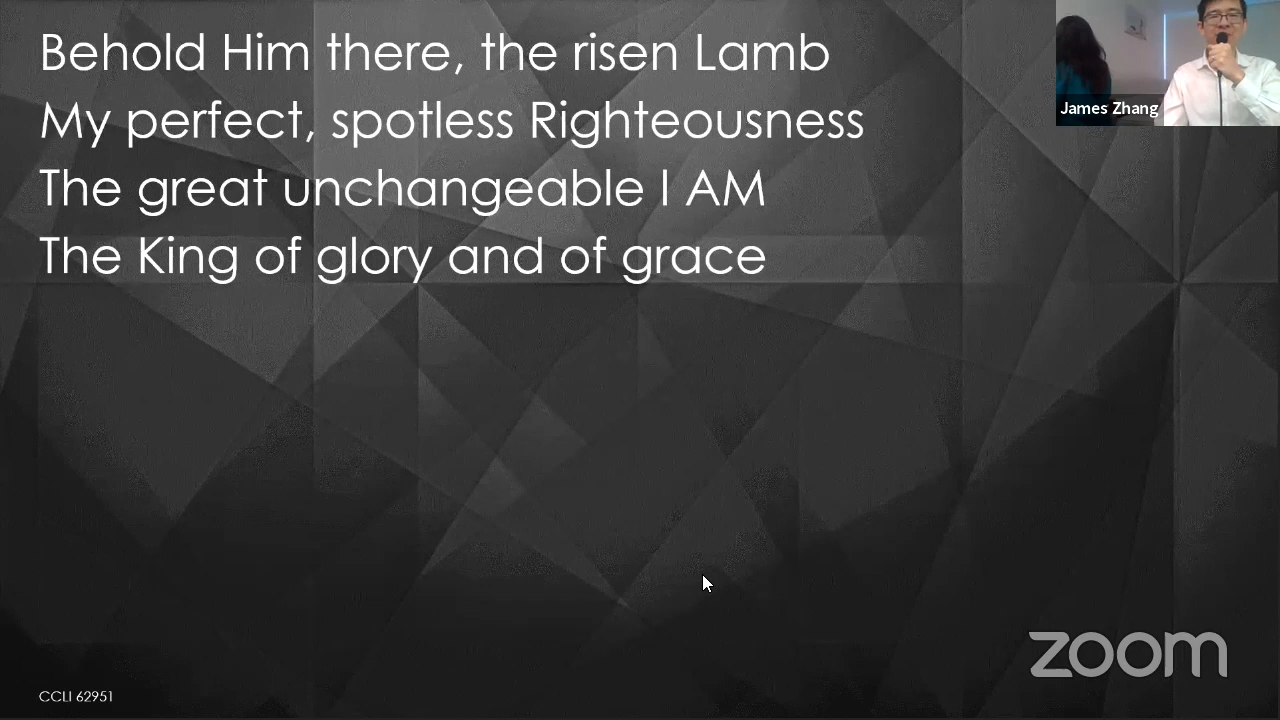 Behold Him there, the risen Lamb
My perfect, spotless Righteousness
The great unchangeable I AM
The King of glory and of grace
James Zhang
zoom
CCLI 62951